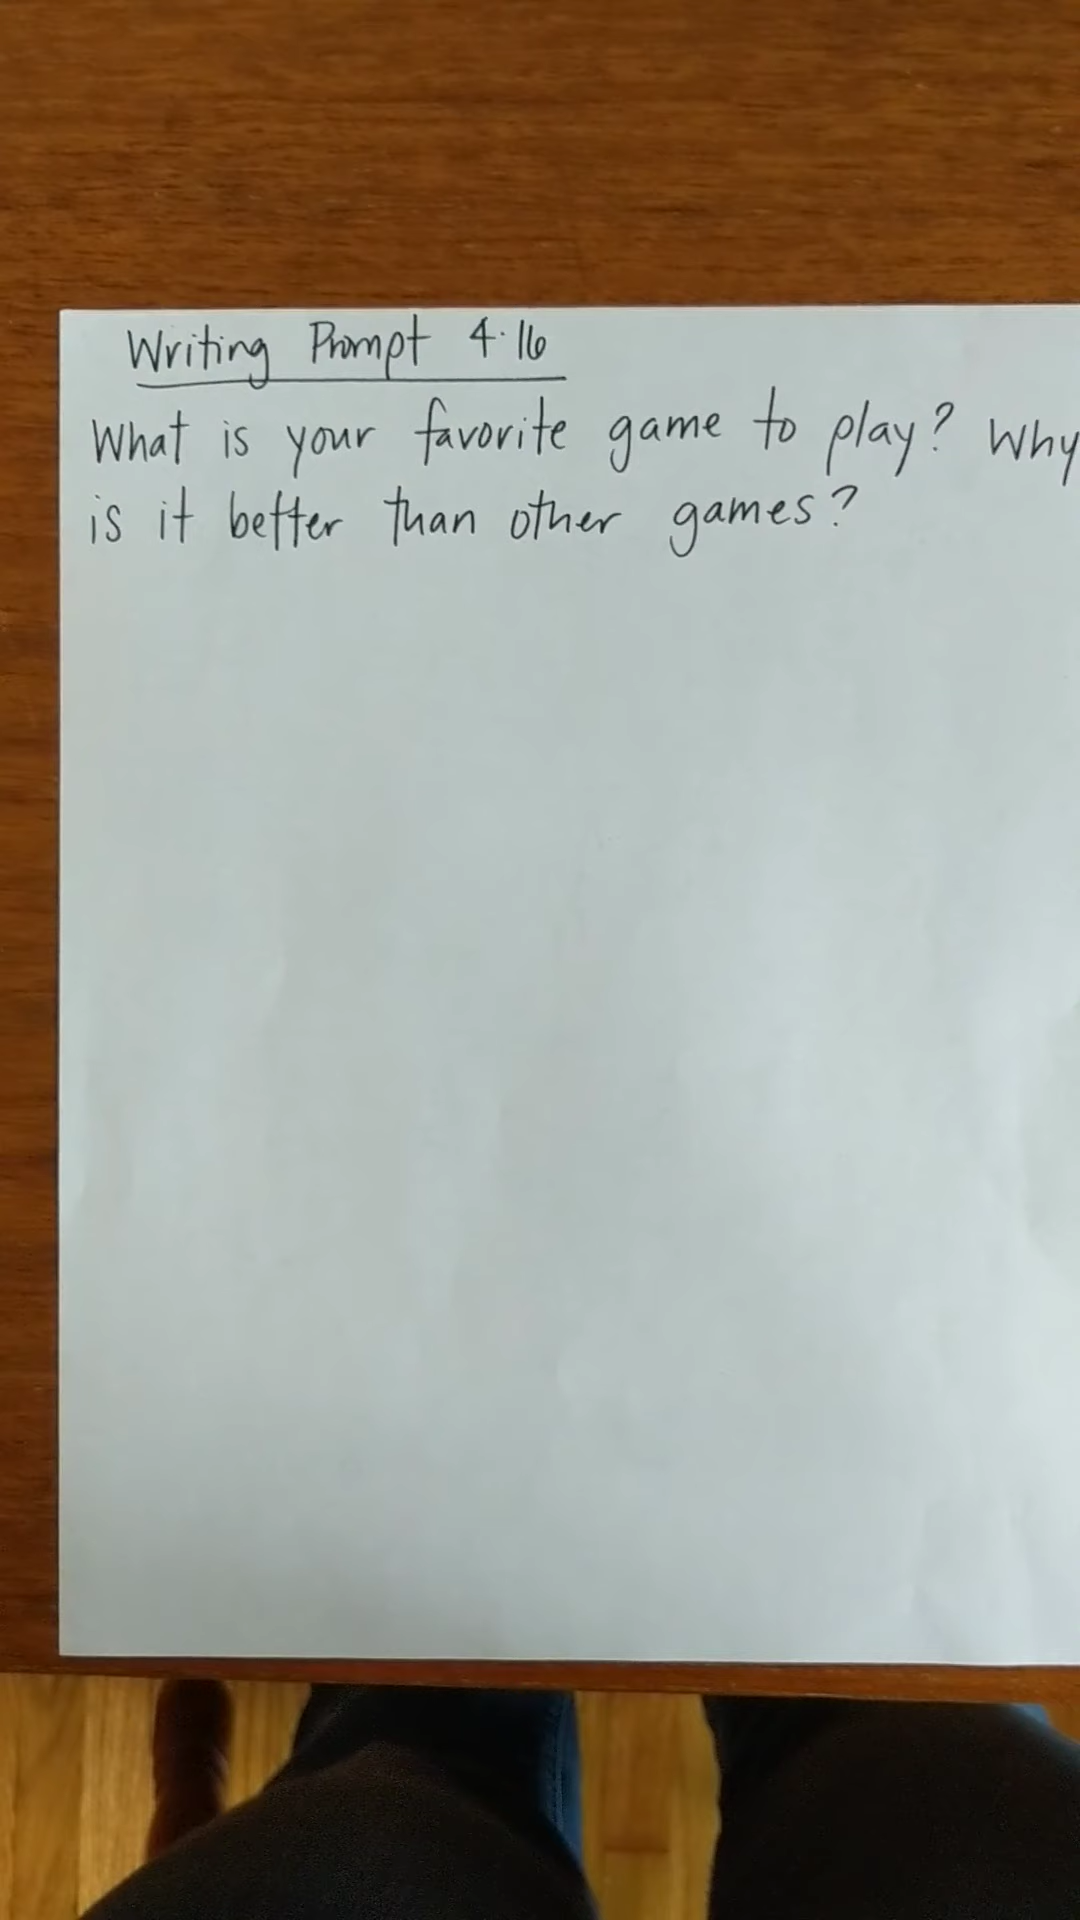 Writing Prompt 4.16
What is your favorite game to play? Why
is it better than other games?